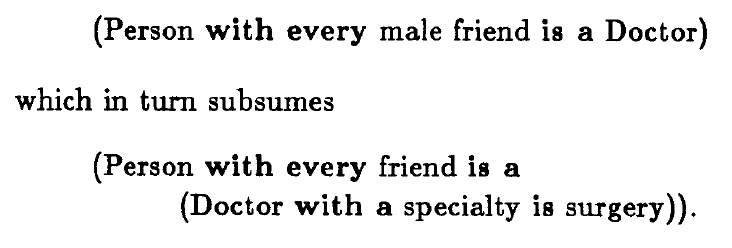 (Person with every male friend is a Doctor)
which in turn subsumes
(Person with every friend is a
(Doctor with a specialty is surgery)).